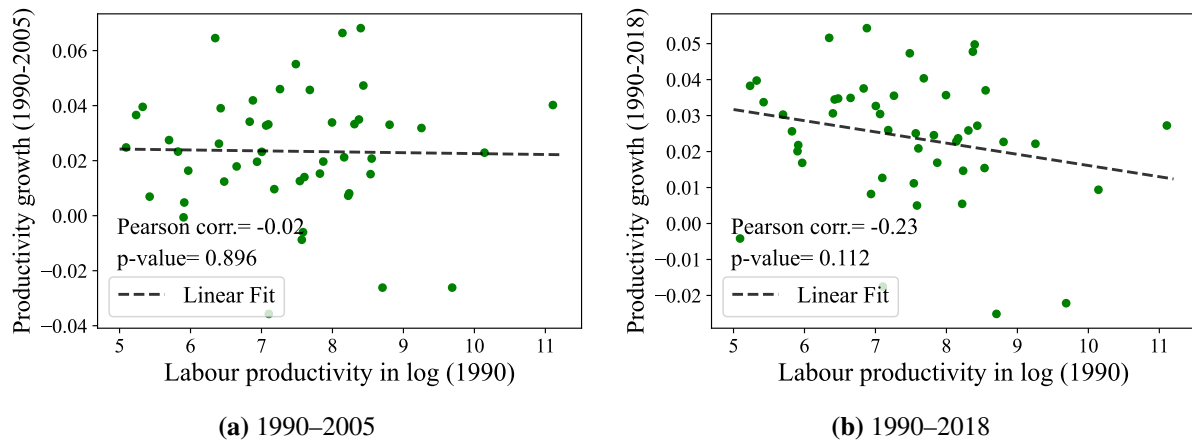 Productivity growth (1990-2005)
0.06
0.04
0.02
0.00
−0.02
−0.04
Pearson corr.= -0.02
p-value= 0.896
Linear Fit
5 6 7 8 9 10 11
Labour productivity in log (1990)
(a) 1990–2005
Productivity growth (1990-2018)
0.05
0.04
0.03
0.02
0.01
0.00
−0.01
−0.02
Pearson corr.= -0.23
p-value= 0.112
Linear Fit
5 6 7 8 9 10 11
Labour productivity in log (1990)
(b) 1990–2018